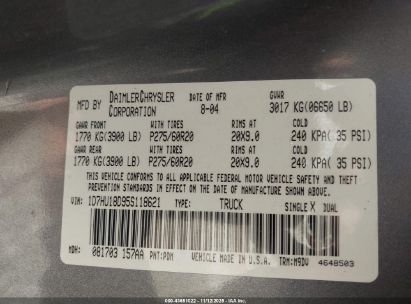 MFD BY DAIMLERCHRYSLER CORPORATION
DATE OF MFR 8-04
GVWR 3017 KG(06650 LB)
GAWR FRONT WITH TIRES RIMS AT COLD
1770 KG(3900 LB) P275/60R20 20X9.0 240 KPA( 35 PSI)
GAWR REAR WITH TIRES RIMS AT COLD
1770 KG(3900 LB) P275/60R20 20X9.0 240 KPA( 35 PSI)
THIS VEHICLE CONFORMS TO ALL APPLICABLE FEDERAL MOTOR VEHICLE SAFETY AND THEFT
PREVENTION STANDARDS IN EFFECT ON THE DATE OF MANUFACTURE SHOWN ABOVE.
VIN: 1D7HU18D95S118621 TYPE: TRUCK SINGLE X DUAL
MDH: 081703 157AA PNT:PDM VEHICLE MADE IN U.S.A. TRM:M9DV 4648503